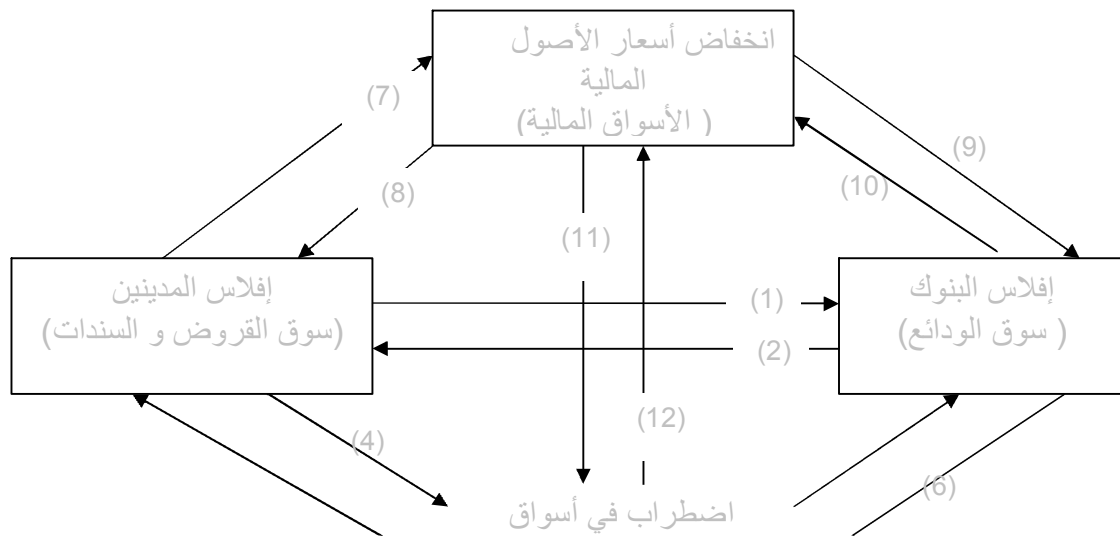 انخفاض أسعار الأصول
المالية
( الأسواق المالية)
(7)
(9)
(8)
(10)
(11)
إفلاس المدينين
(سوق القروض و السندات)
(1)
إفلاس البنوك
( سوق الودائع)
(2)
(12)
(4)
(6)
اضطراب في أسواق